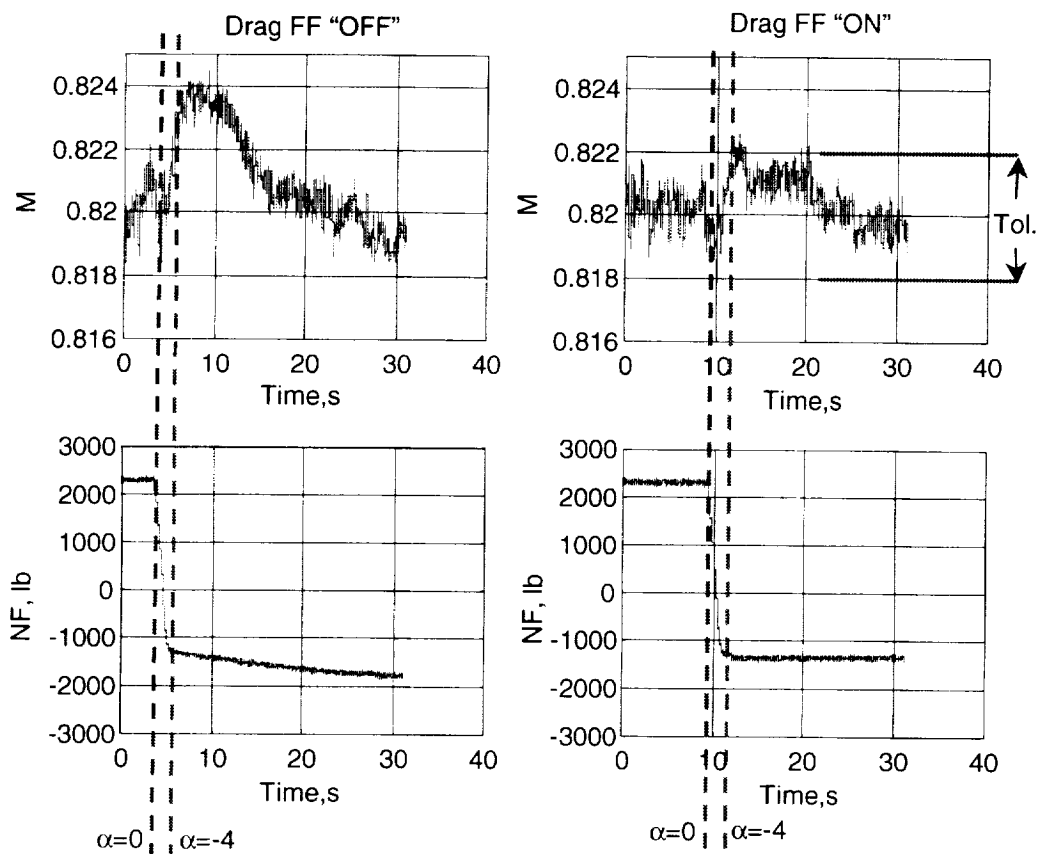 Drag FF “OFF”
M
0.824
0.822
0.82
0.818
0.816
0 10 20 30 40
Time,s
Drag FF “ON”
M
0.824
0.822
0.82
0.818
0.816
0 10 20 30 40
Time,s
Tol.
NF, lb
3000
2000
1000
0
-1000
-2000
-3000
0 10 20 30 40
Time,s
α=0 α=-4
NF, lb
3000
2000
1000
0
-1000
-2000
-3000
0 10 20 30 40
Time,s
α=0 α=-4